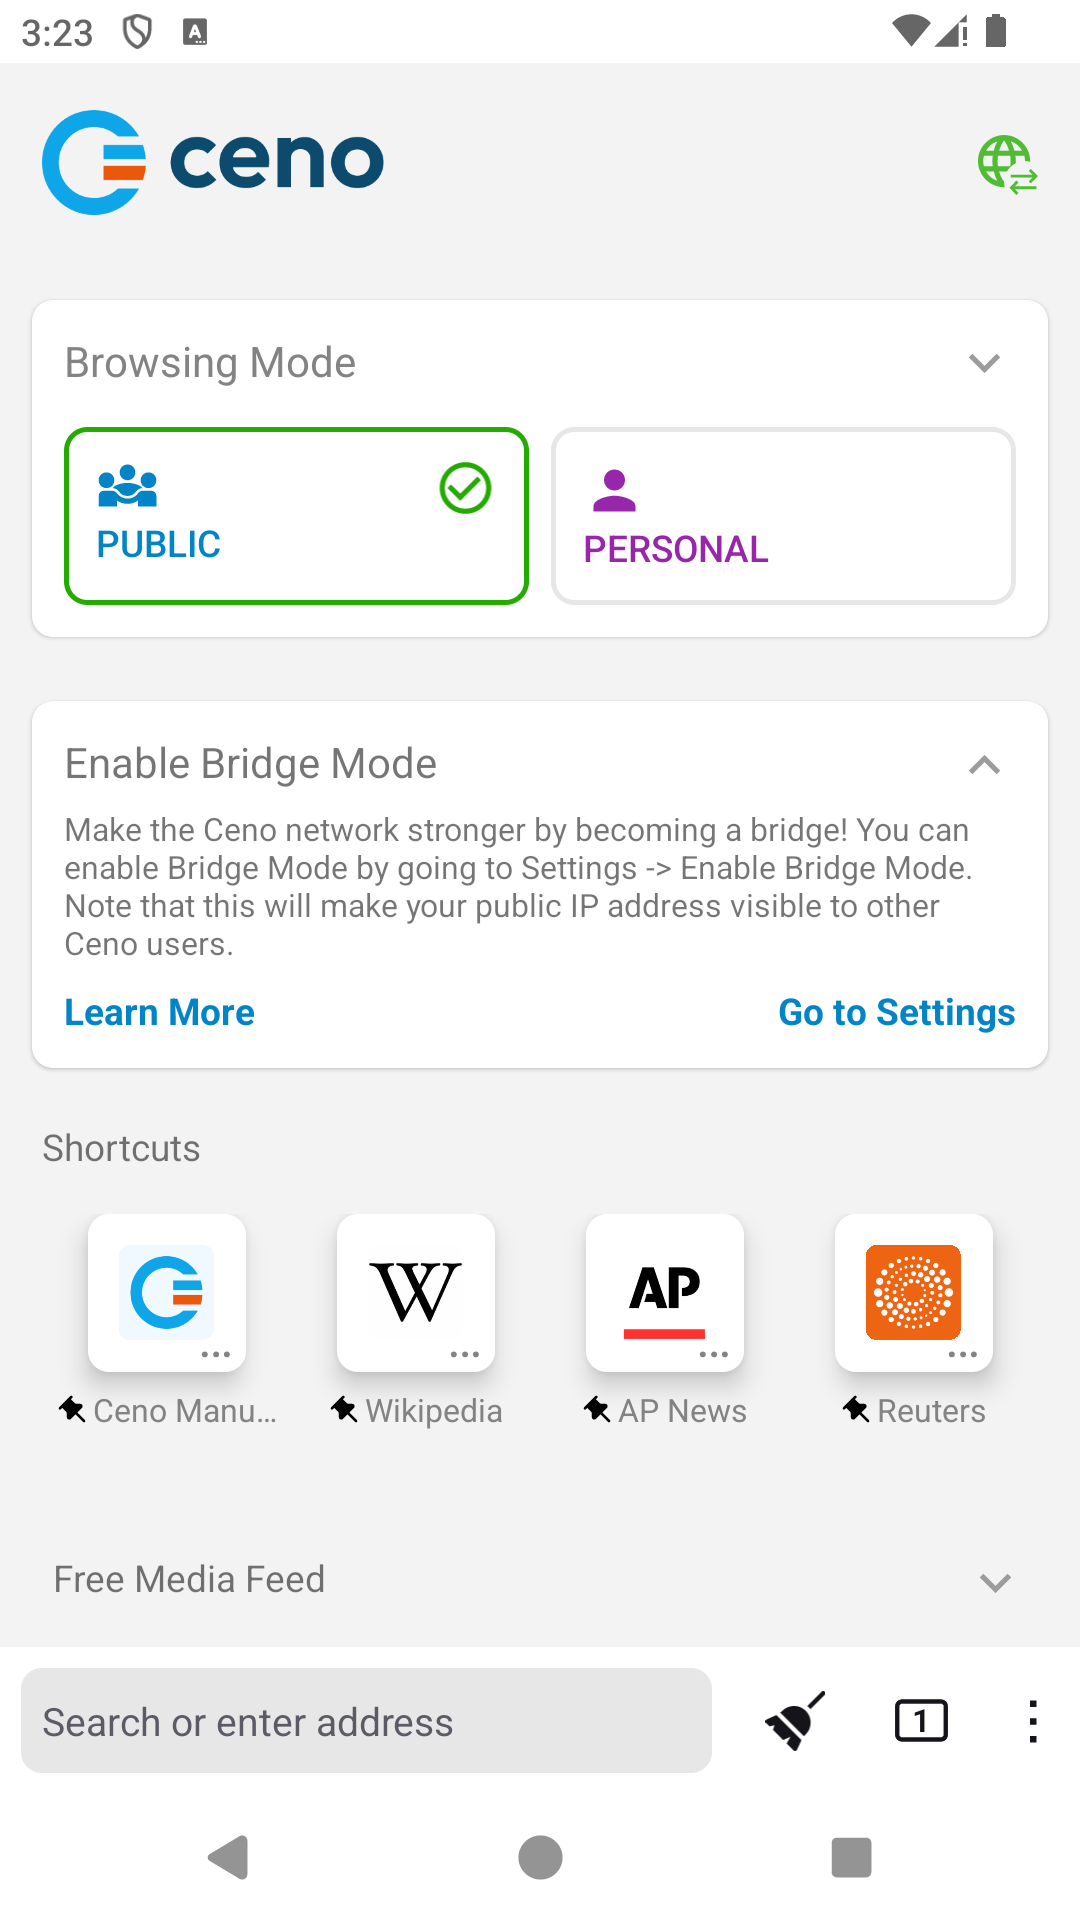 3:23
A
ceno
Browsing Mode
PUBLIC
PERSONAL
Enable Bridge Mode
Make the Ceno network stronger by becoming a bridge! You can
enable Bridge Mode by going to Settings -> Enable Bridge Mode.
Note that this will make your public IP address visible to other
Ceno users.
Learn More
Go to Settings
Shortcuts
W
AP
Ceno Manu...
Wikipedia
AP News
Reuters
Free Media Feed
Search or enter address
1